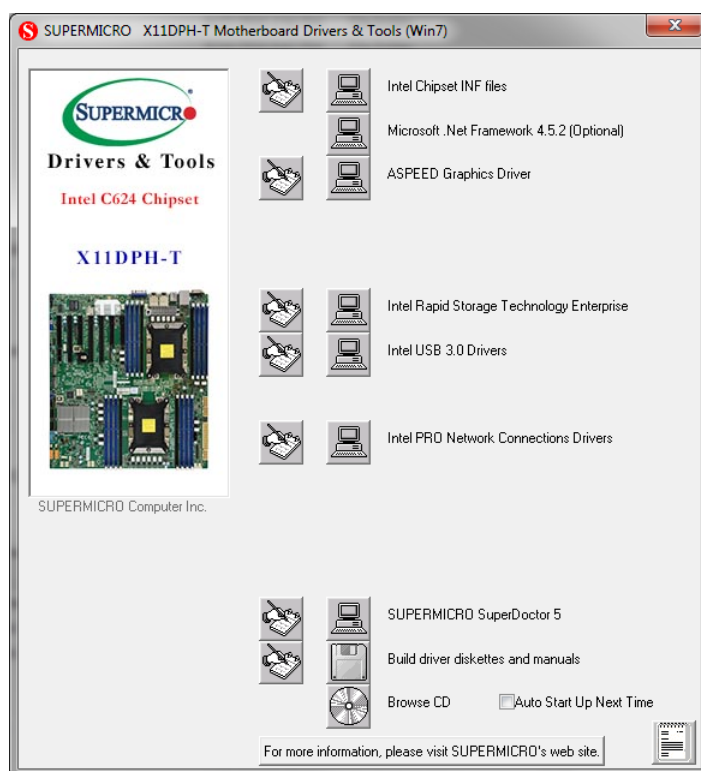 SUPERMICRO X11DPH-T Motherboard Drivers & Tools (Win7)
SUPERMICR
Drivers & Tools
Intel C624 Chipset
X11DPH-T
SUPERMICRO Computer Inc.
Intel Chipset INF files
Microsoft .Net Framework 4.5.2 (Optional)
ASPEED Graphics Driver
Intel Rapid Storage Technology Enterprise
Intel USB 3.0 Drivers
Intel PRO Network Connections Drivers
SUPERMICRO SuperDoctor 5
Build driver diskettes and manuals
Browse CD Auto Start Up Next Time
For more information, please visit SUPERMICRO's web site.